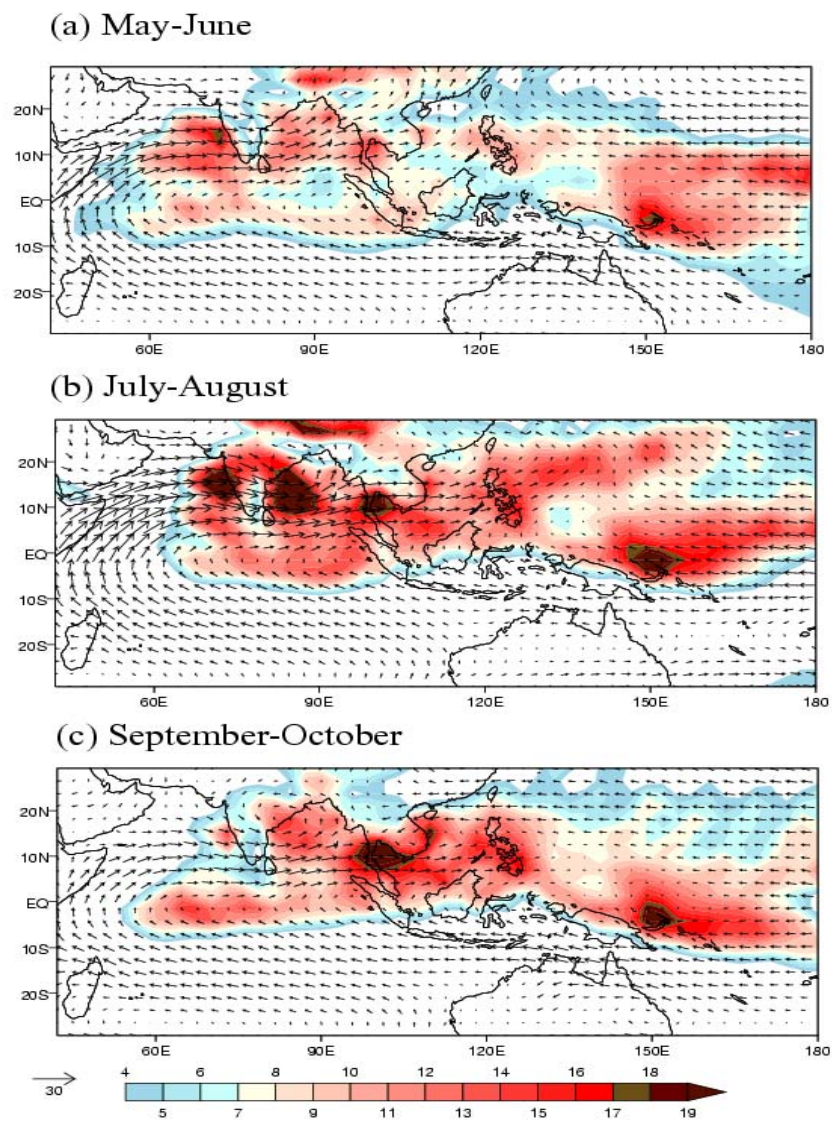 (a) May-June
20N
10N
EQ
10S
20S
60E 90E 120E 150E 180
(b) July-August
20N
10N
EQ
10S
20S
60E 90E 120E 150E 180
(c) September-October
20N
10N
EQ
10S
20S
60E 90E 120E 150E 180
4 6 8 10 12 14 16 18
30
5 7 9 11 13 15 17 19